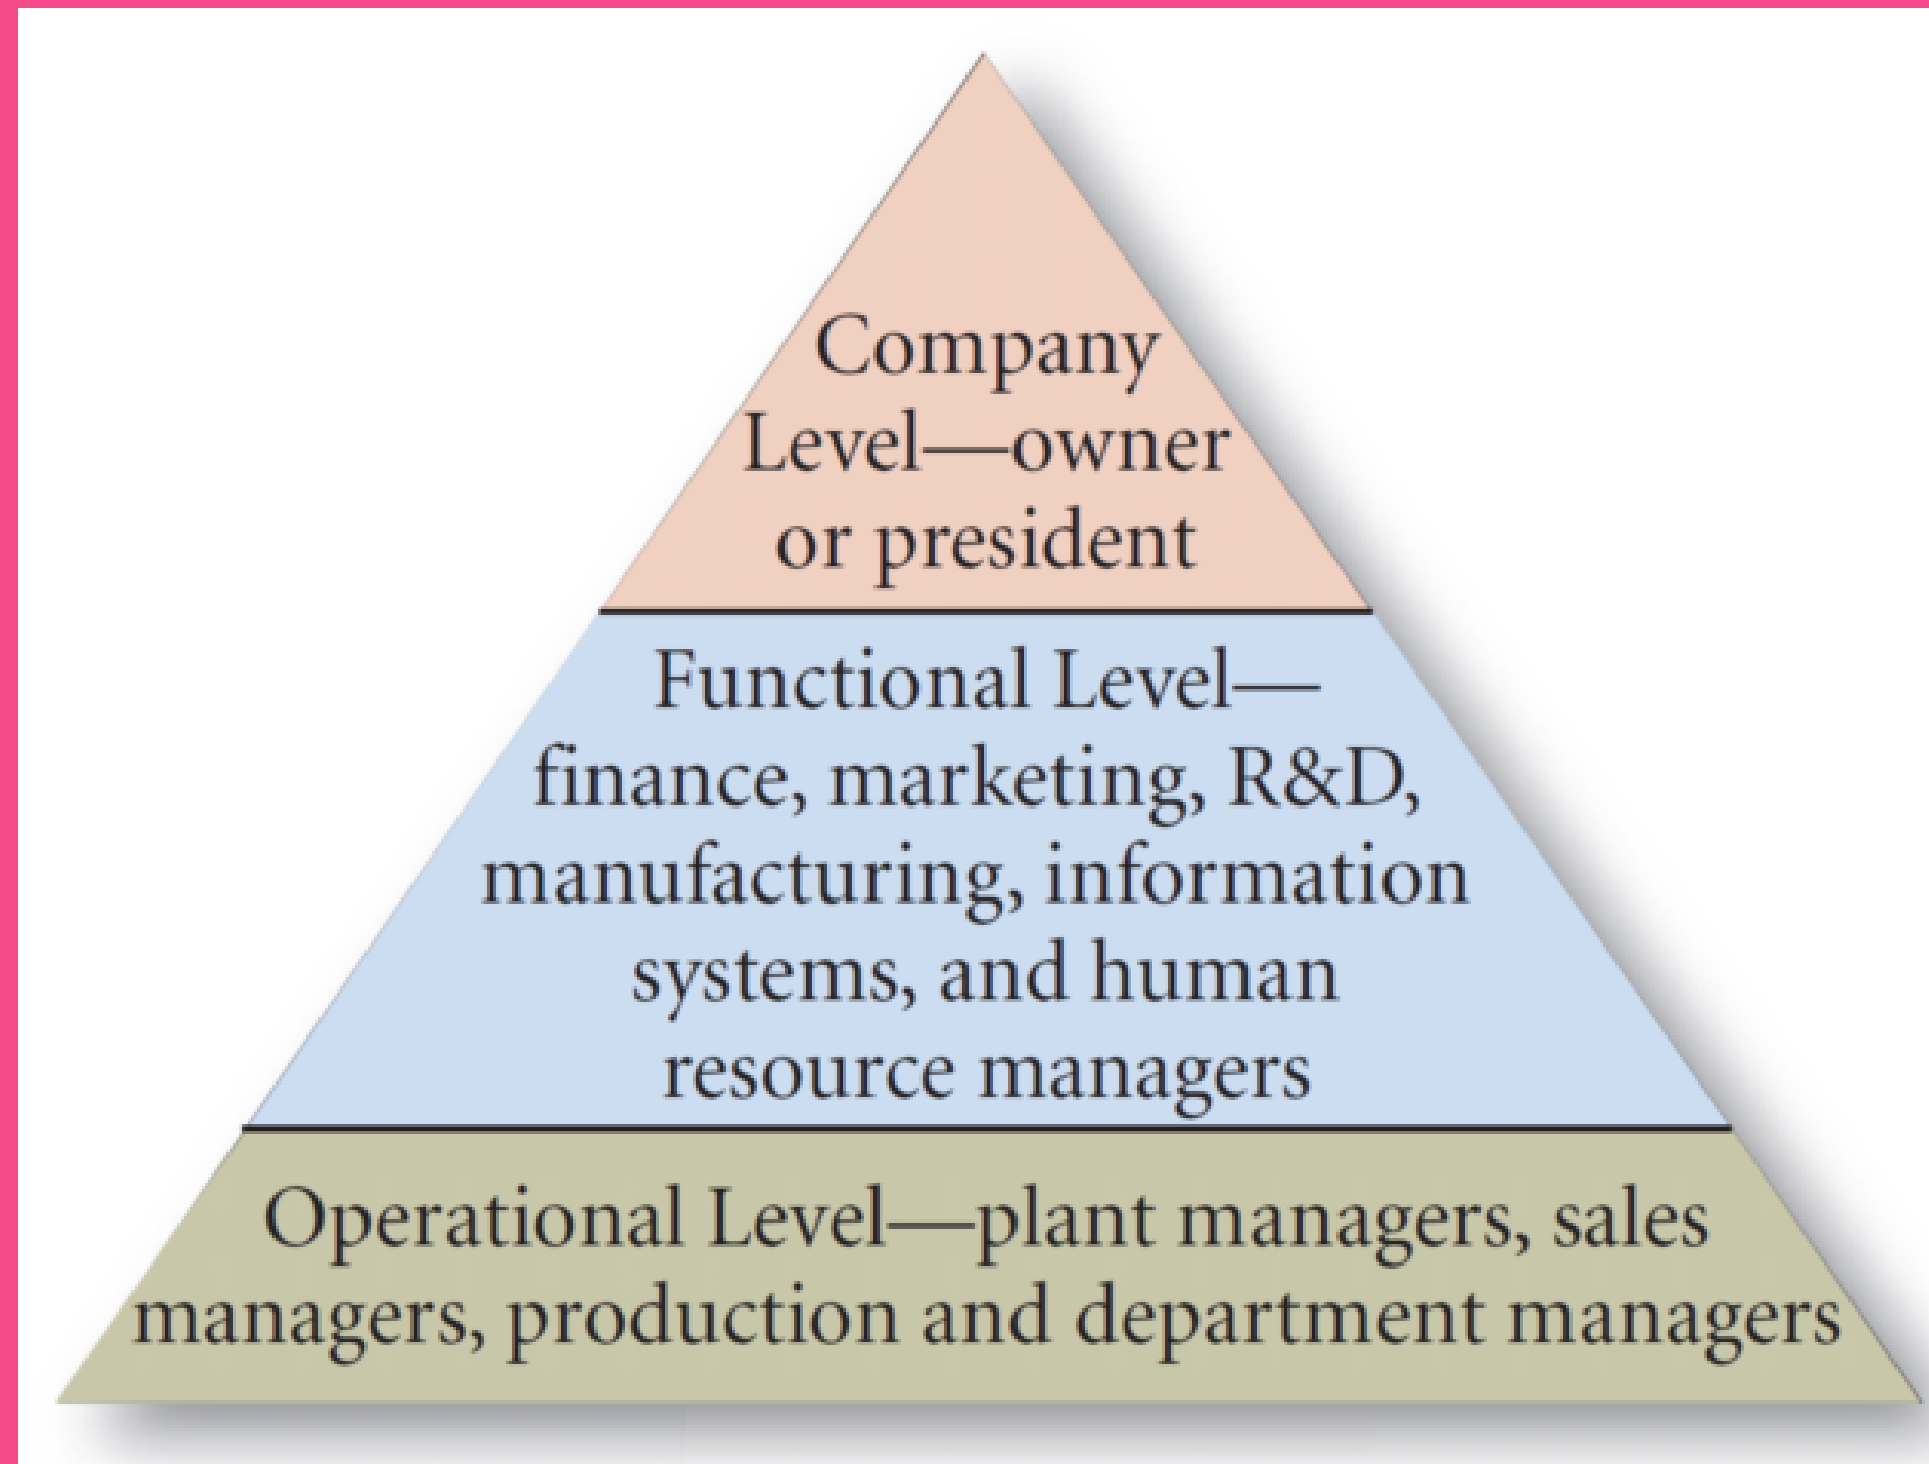 Company
Level—owner
or president
Functional Level—
finance, marketing, R&D,
manufacturing, information
systems, and human
resource managers
Operational Level—plant managers, sales
managers, production and department managers